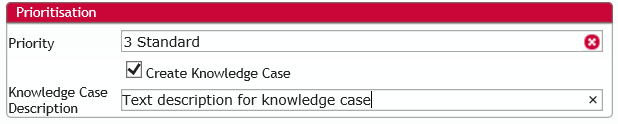 Prioritisation
Priority 3 Standard
Create Knowledge Case
Knowledge Case Description Text description for knowledge case